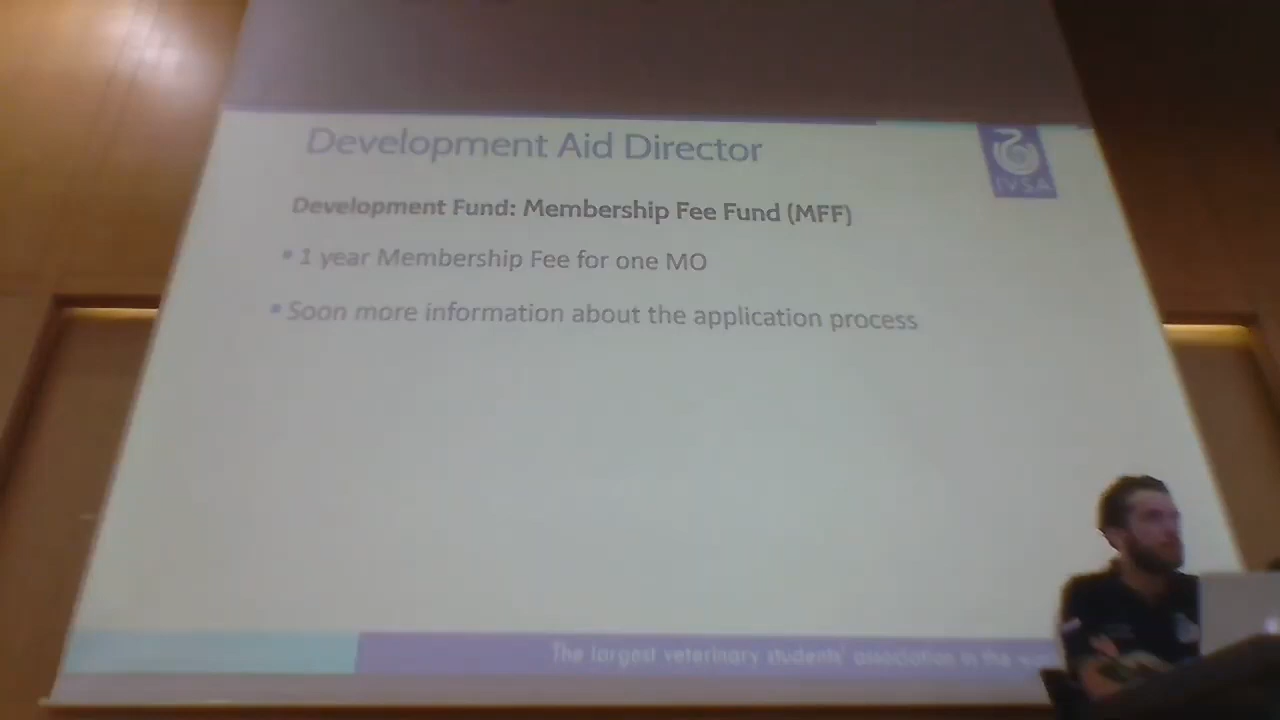 Development Aid Director
IVSA
Development Fund: Membership Fee Fund (MFF)
• 1 year Membership Fee for one MO
• Soon more information about the application process
The largest veterinary students' association in the